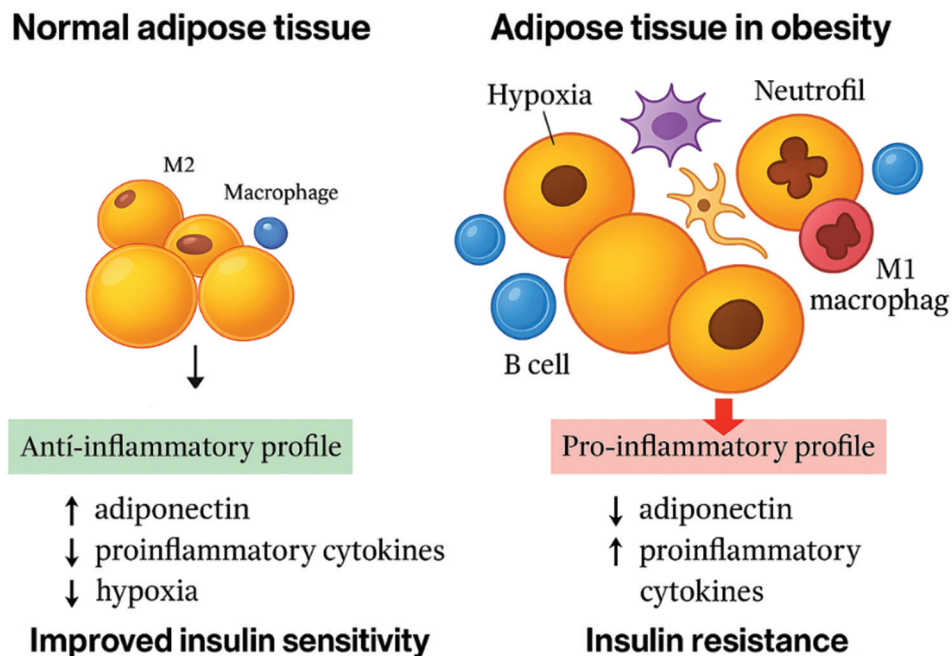 Normal adipose tissue
M2
Macrophage
Antí-inflammatory profile
↑ adiponectin
↓ proinflammatory cytokines
↓ hypoxia
Improved insulin sensitivity
Adipose tissue in obesity
Hypoxia
Neutrofil
M1
macrophag
B cell
Pro-inflammatory profile
↓ adiponectin
↑ proinflammatory
cytokines
Insulin resistance